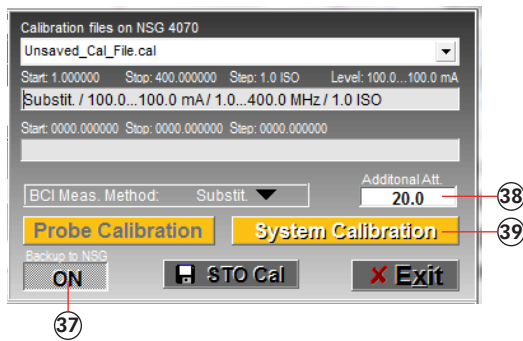 Calibration files on NSG 4070
Unsaved_Cal_File.cal
Start: 1.000000 Stop: 400.000000 Step: 1.0 ISO Level: 100.0...100.0 mA
Substit. / 100.0...100.0 mA / 1.0...400.0 MHz / 1.0 ISO
Start: 0000.000000 Stop: 0000.000000 Step: 0000.000000
Additonal Att.
BCI Meas. Method: Substit. 20.0 38
Probe Calibration System Calibration 39
Backup to NSG
ON STO Cal X Exit
37